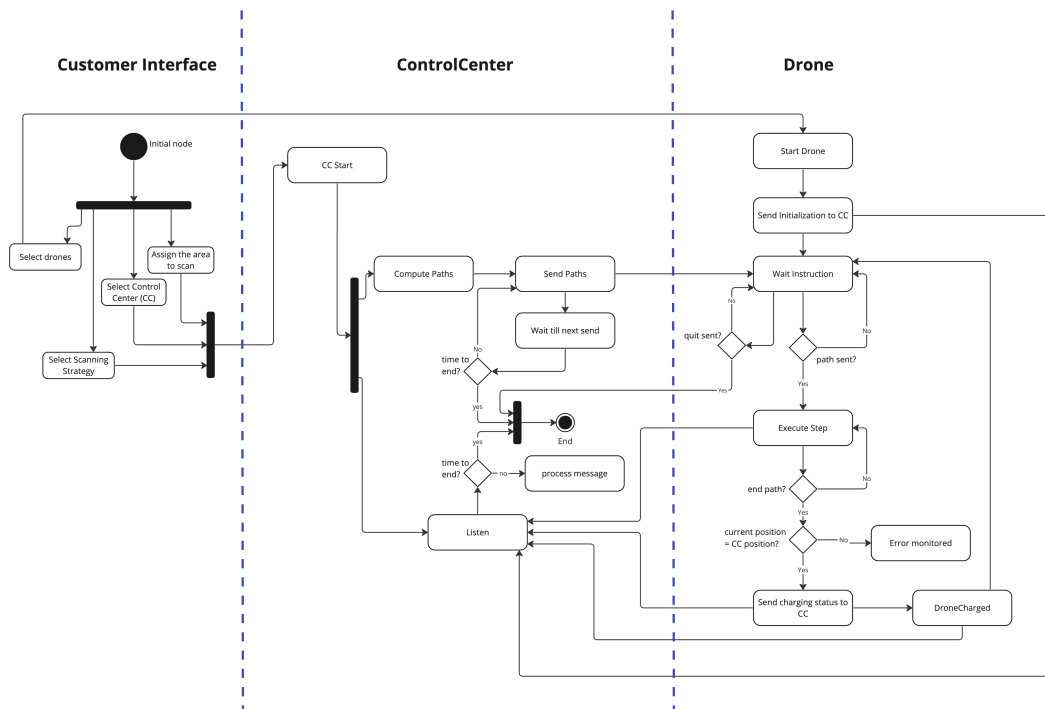 Customer Interface
ControlCenter
Drone
Initial node
Select drones
Assign the area
to scan
Select Control
Center (CC)
Select Scanning
Strategy
CC Start
Compute Paths
Send Paths
Wait till next send
No
time to
end?
yes
End
yes
time to
end?
no
process message
Listen
Start Drone
Send Initialization to CC
Wait Instruction
No
quit sent?
No
path sent?
Yes
Yes
Execute Step
No
end path?
Yes
current position
= CC position?
No
Error monitored
Yes
Send charging status to
CC
DroneCharged